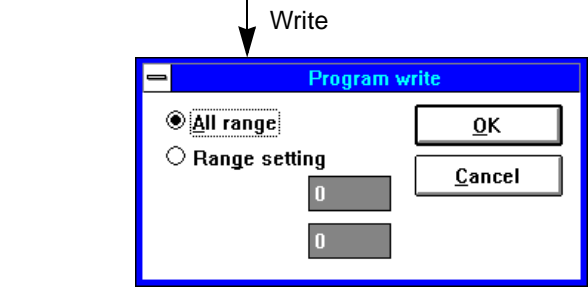 Write
Program write
All range
OK
Range setting
Cancel
0
0